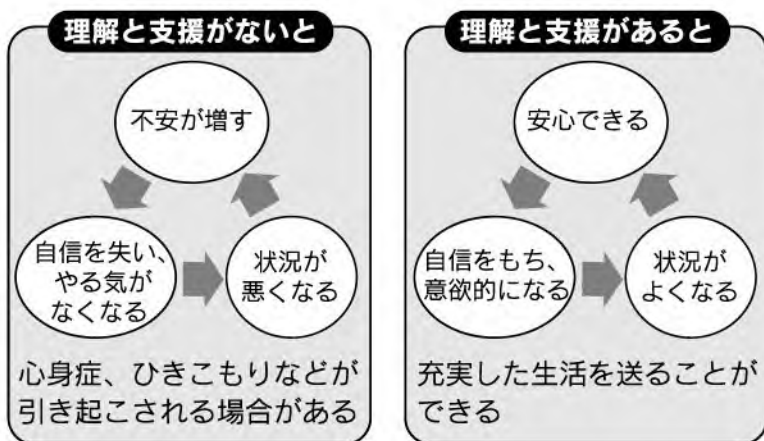 理解と支援がないと
不安が増す
自信を失い、
やる気が
なくなる
状況が
悪くなる
心身症、ひきこもりなどが
引き起こされる場合がある
理解と支援があると
安心できる
自信をもち、
意欲的になる
状況が
よくなる
充実した生活を送ることが
できる